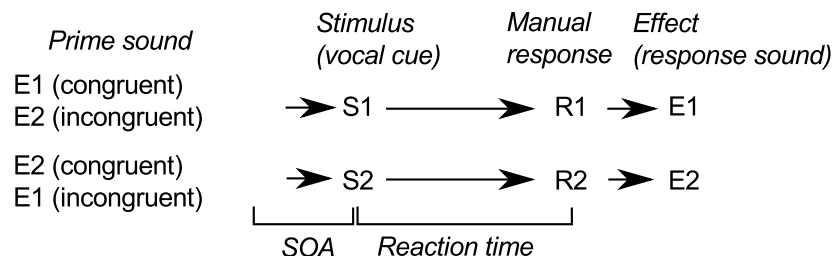 Prime sound
Stimulus
(vocal cue)
Manual
response
Effect
(response sound)
E1 (congruent)
E2 (incongruent)
S1
R1
E1
E2 (congruent)
E1 (incongruent)
S2
R2
E2
SOA
Reaction time